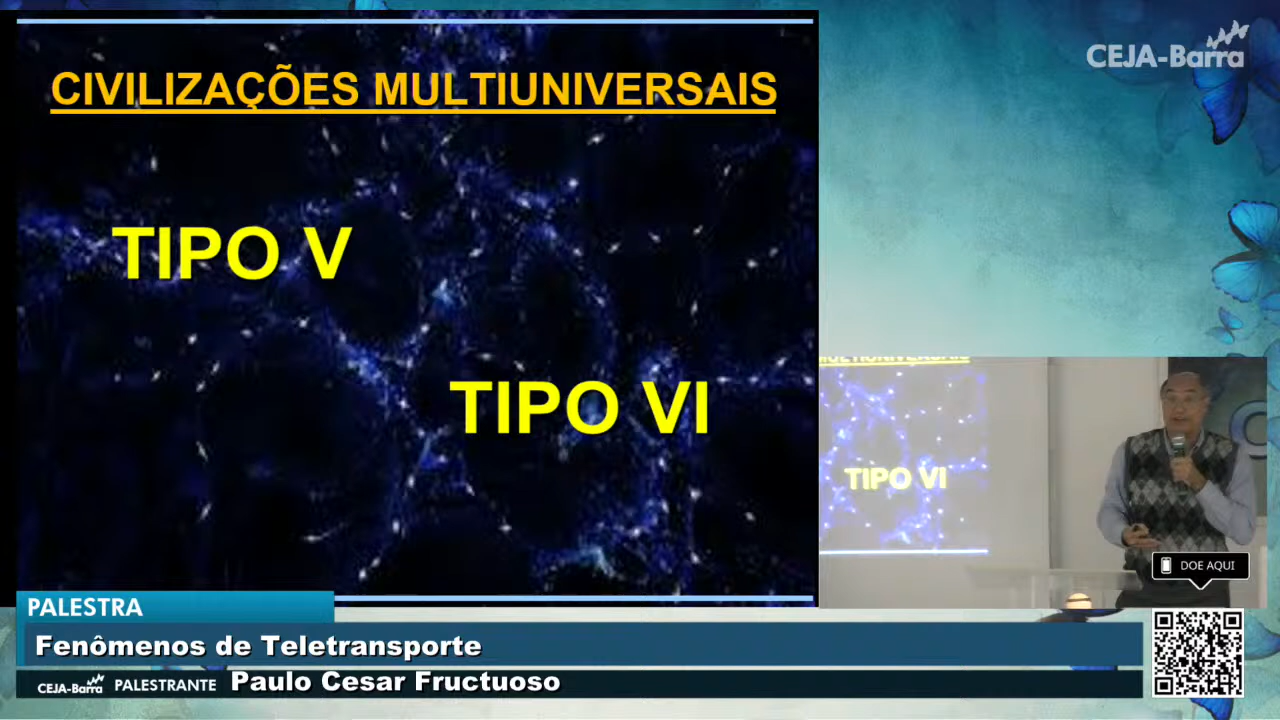 CIVILIZAÇÕES MULTIUNIVERSAIS
TIPO V
TIPO VI
CEJA-Barra
MULTIUNIVERSAIS
TIPO VI
DOE AQUI
PALESTRA
Fenômenos de Teletransporte
CEJA-Barra PALESTRANTE Paulo Cesar Fructuoso